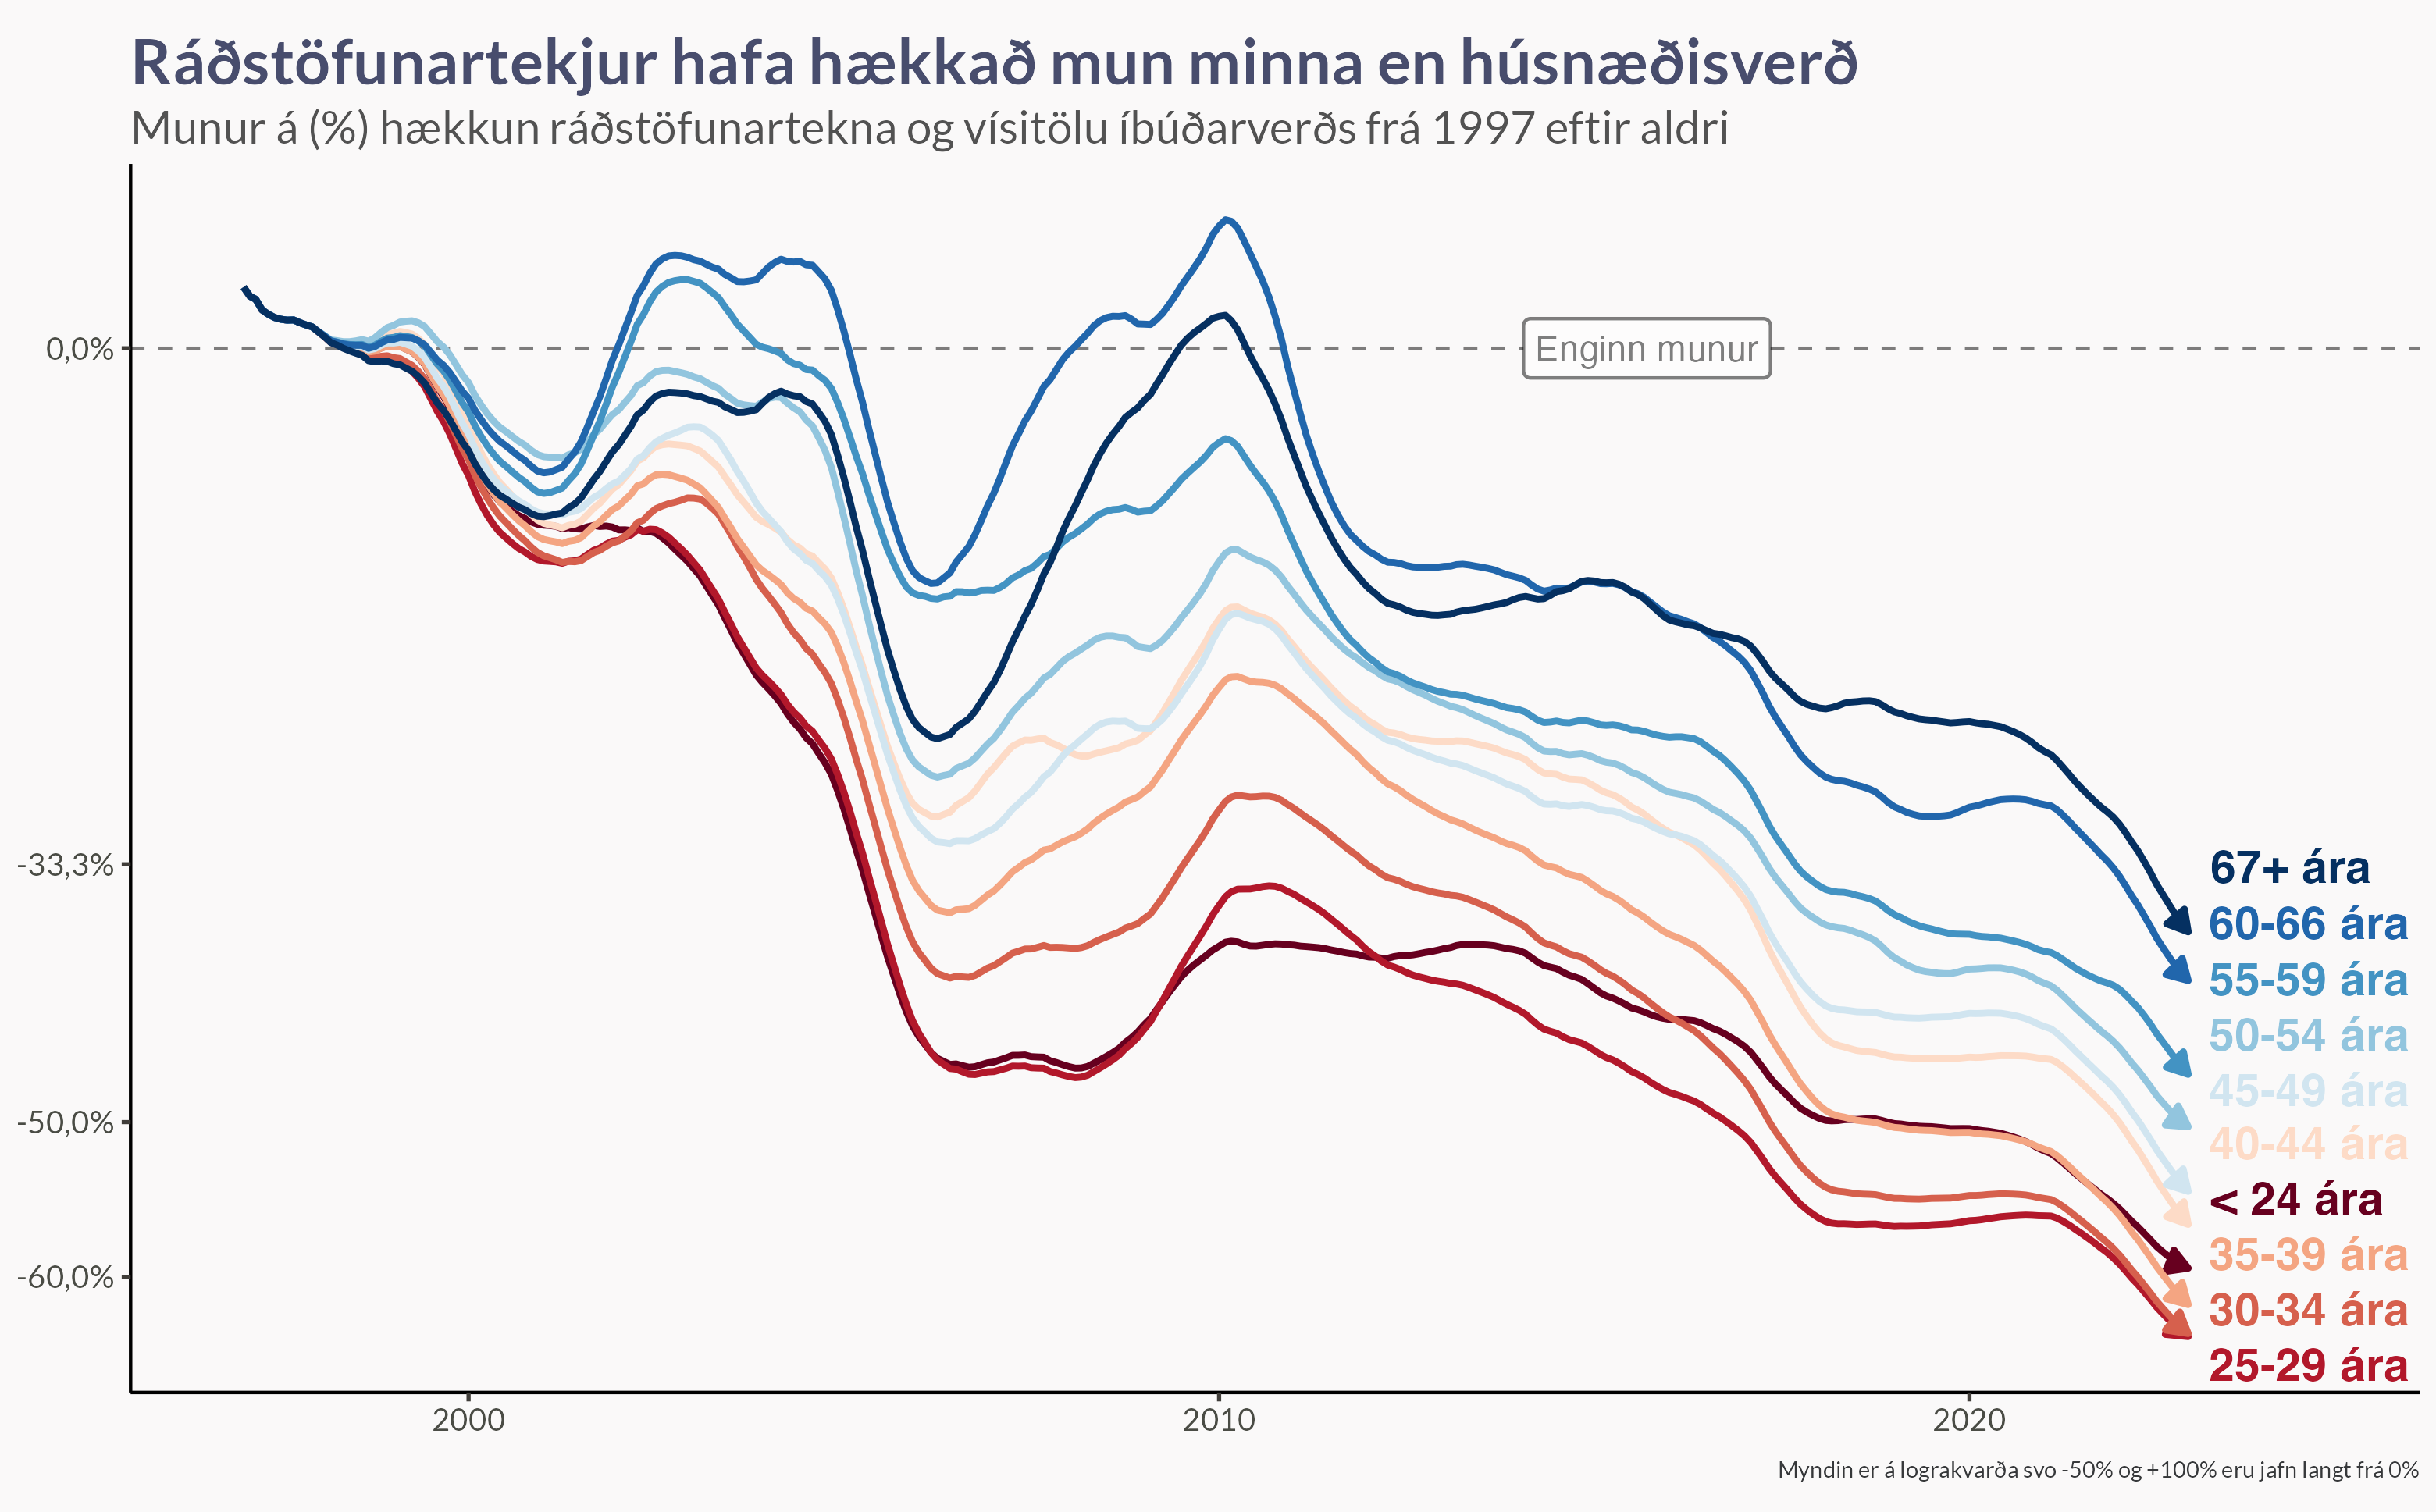 Ráðstöfunartekjur hafa hækkað mun minna en húsnæðisverð
Munur á (%) hækkun ráðstöfunartekna og vísitölu íbúðarverðs frá 1997 eftir aldri
0,0%
Enginn munur
-33,3%
-50,0%
-60,0%
67+ ára
60-66 ára
55-59 ára
50-54 ára
45-49 ára
40-44 ára
< 24 ára
35-39 ára
30-34 ára
25-29 ára
2000
2010
2020
Myndin er á lograkvarða svo -50% og +100% eru jafn langt frá 0%